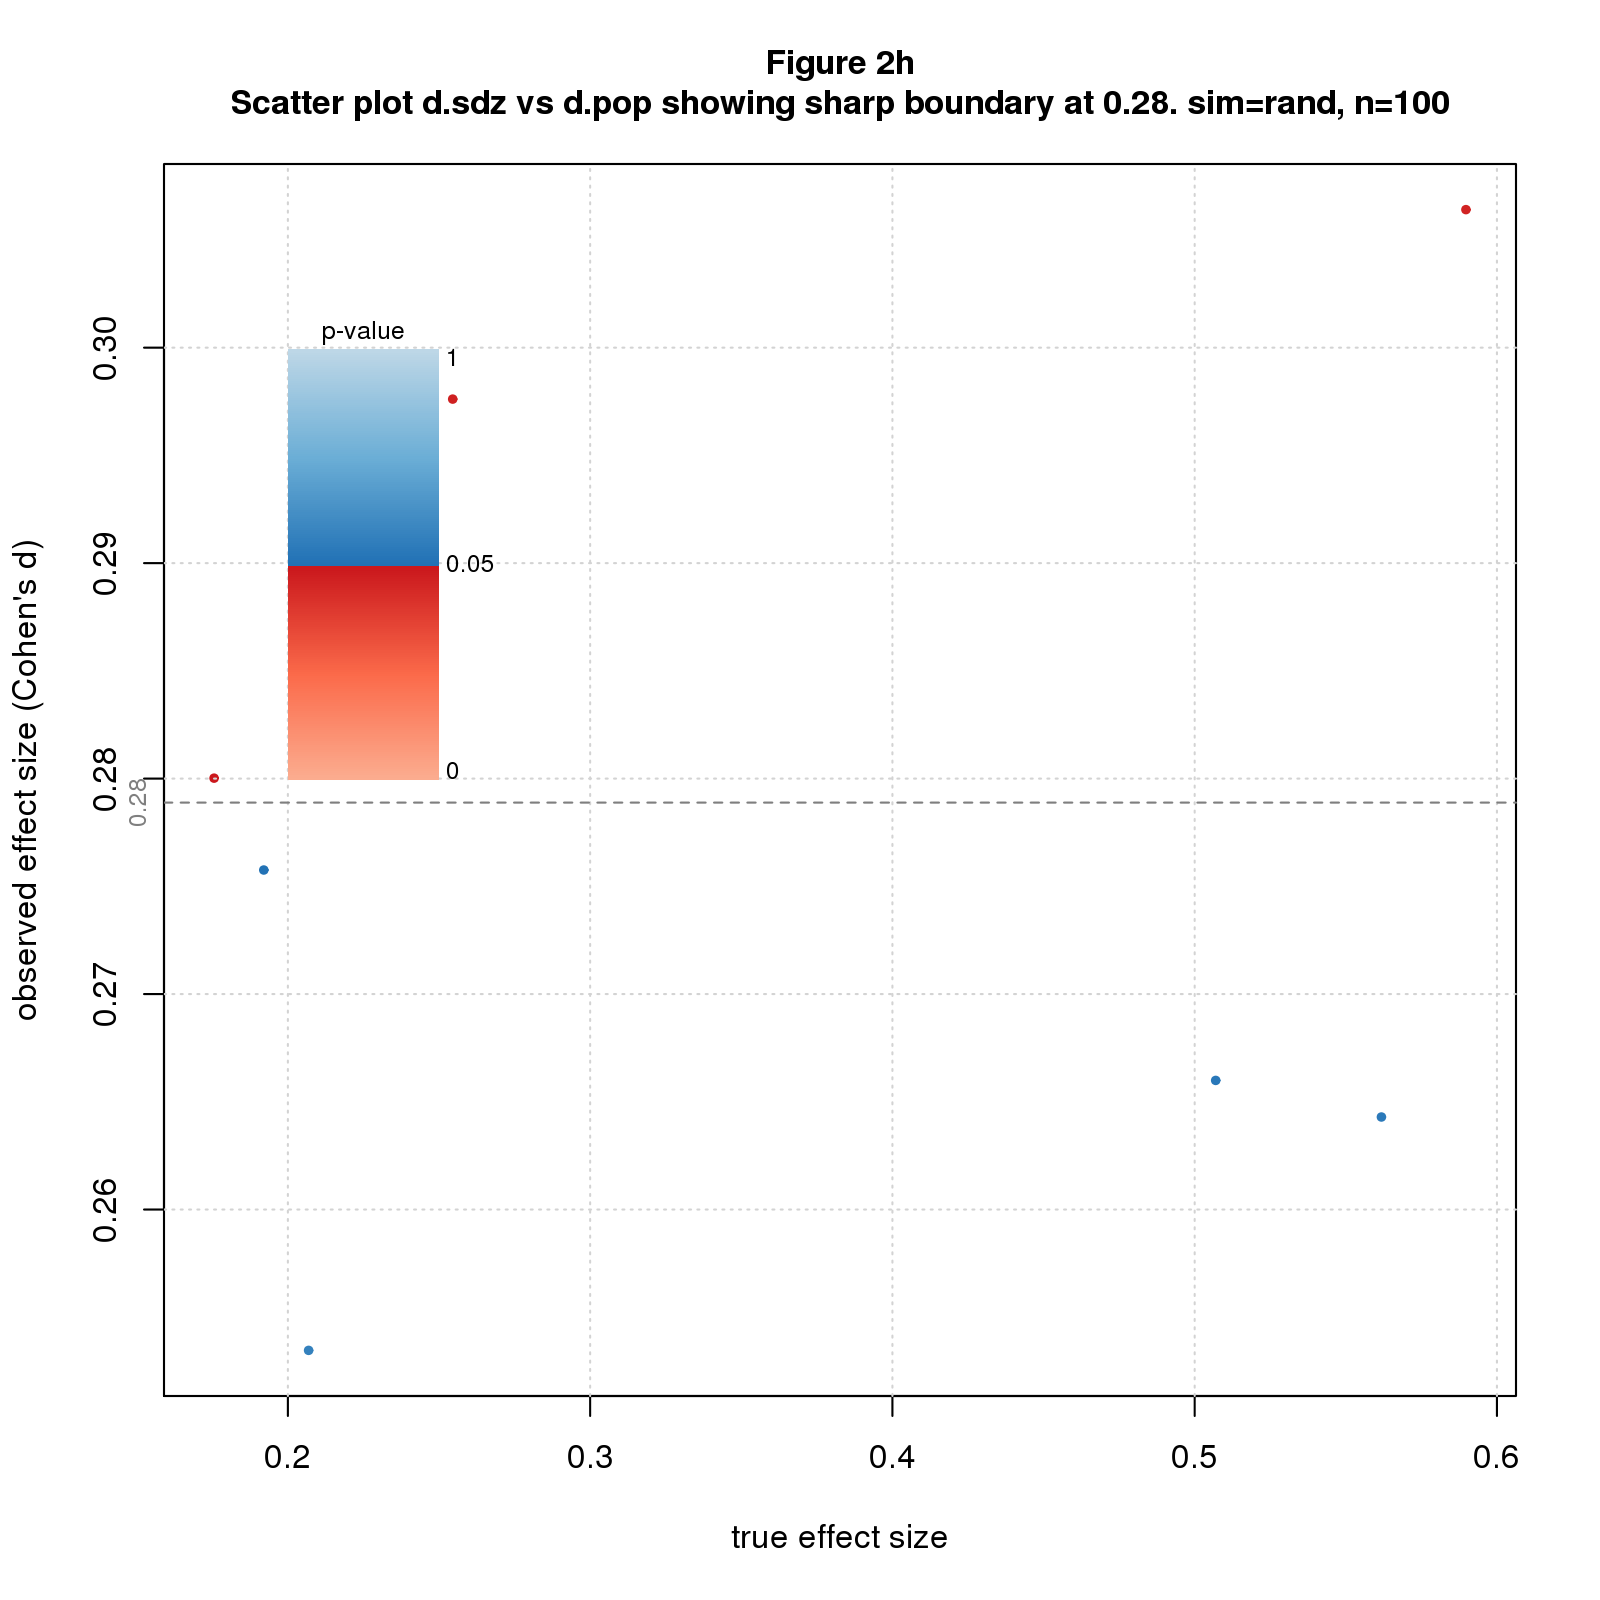 Figure 2h
Scatter plot d.sdz vs d.pop showing sharp boundary at 0.28. sim=rand, n=100
observed effect size (Cohen's d)
0.30
0.29
0.28
0.27
0.26
0.28
p-value
1
0.05
0
0.2
0.3
0.4
0.5
0.6
true effect size